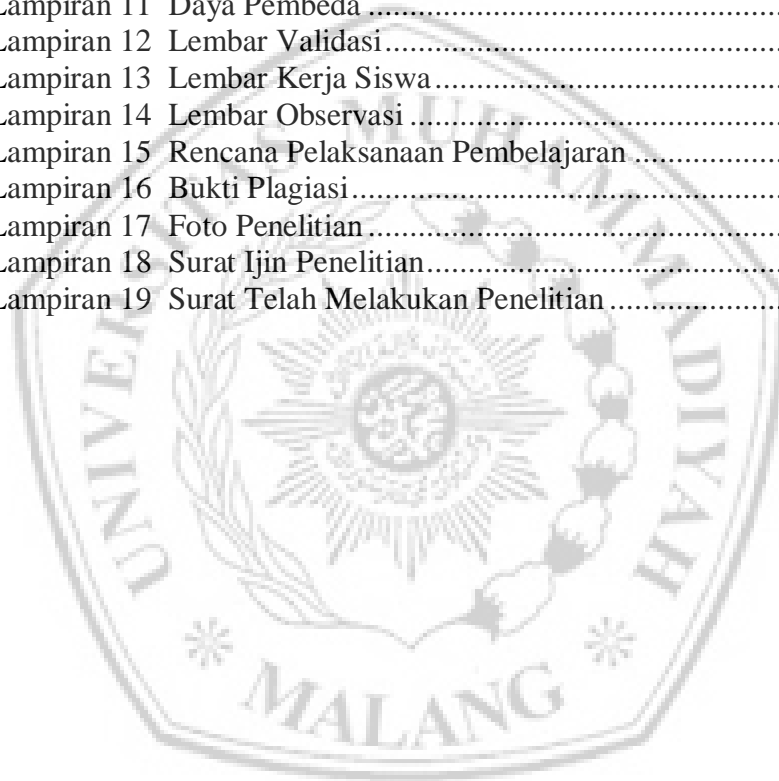 Lampiran 11 Daya Pembeda ........................................................
Lampiran 12 Lembar Validasi.......................................................
Lampiran 13 Lembar Kerja Siswa................................................
Lampiran 14 Lembar Observasi ...................................................
Lampiran 15 Rencana Pelaksanaan Pembelajaran ....................
Lampiran 16 Bukti Plagiasi...........................................................
Lampiran 17 Foto Penelitian ........................................................
Lampiran 18 Surat Ijin Penelitian.................................................
Lampiran 19 Surat Telah Melakukan Penelitian ........................
UNIVERSITAS MUHAMMADIYAH
MALANG